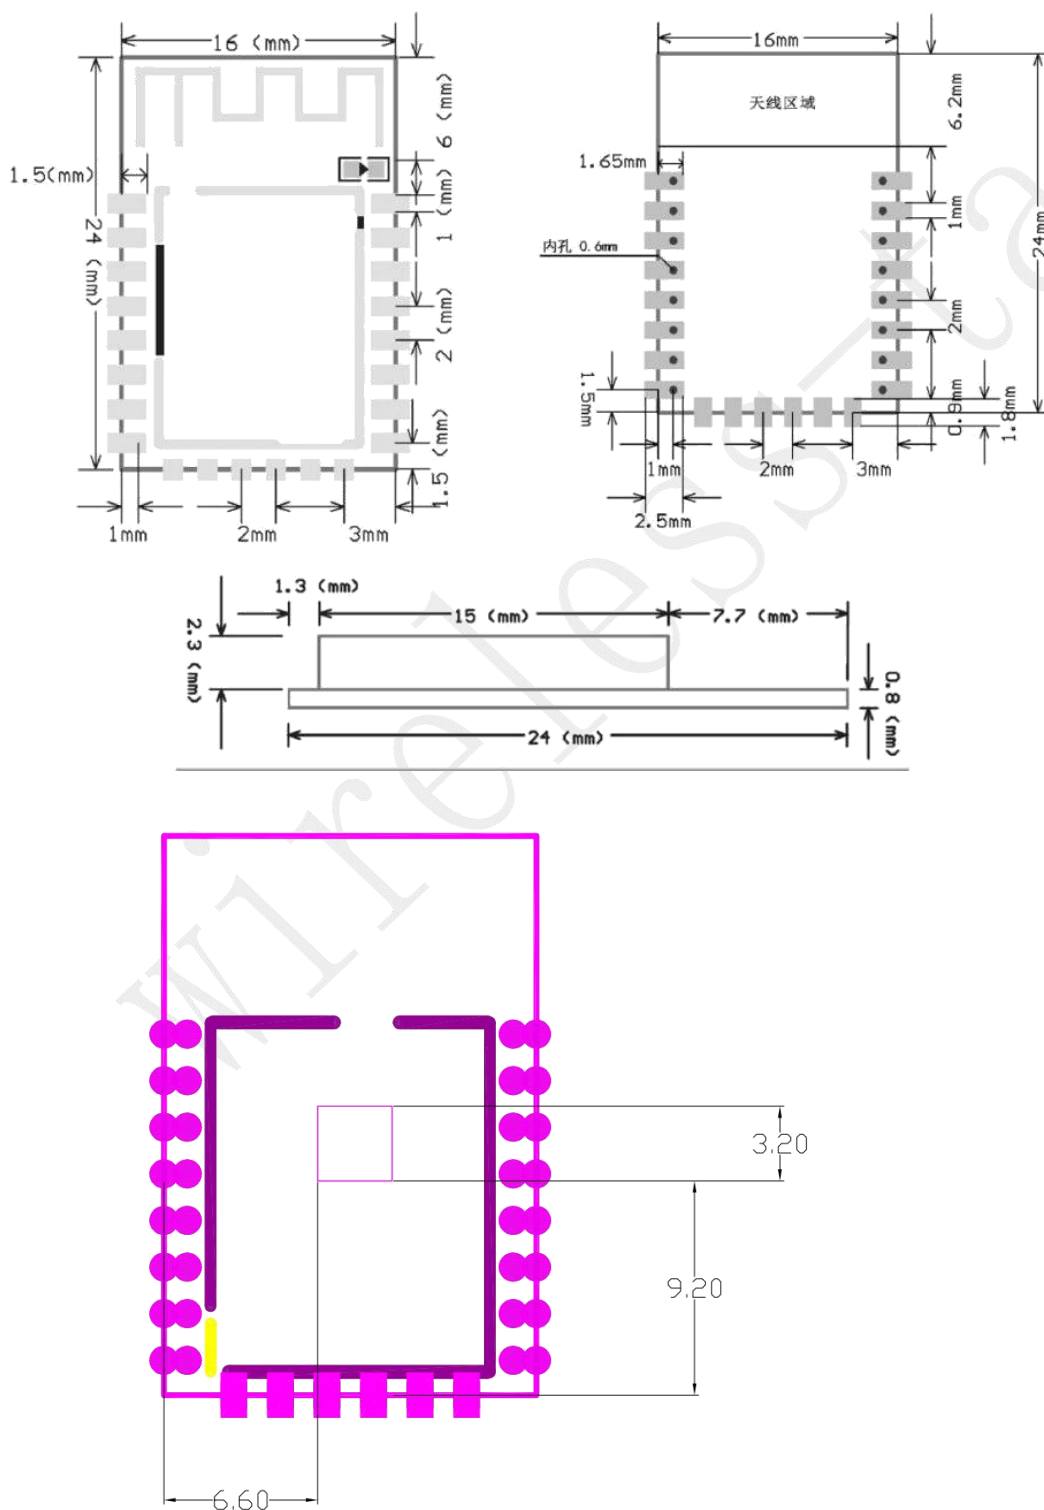 16 (mm)
6 (mm)
1.5(mm)
1 (mm)
24 (mm)
2 (mm)
1.5 (mm)
1mm
2mm
3mm
16mm
天线区域
6.2mm
1.65mm
1mm
24mm
内孔 0.6mm
2mm
1.5mm
0.9mm
1.8mm
1mm
2mm
3mm
2.5mm
1.3 (mm)
15 (mm)
7.7 (mm)
2.3 (mm)
0.8 (mm)
24 (mm)
3.20
9.20
6.60
wireless-ta